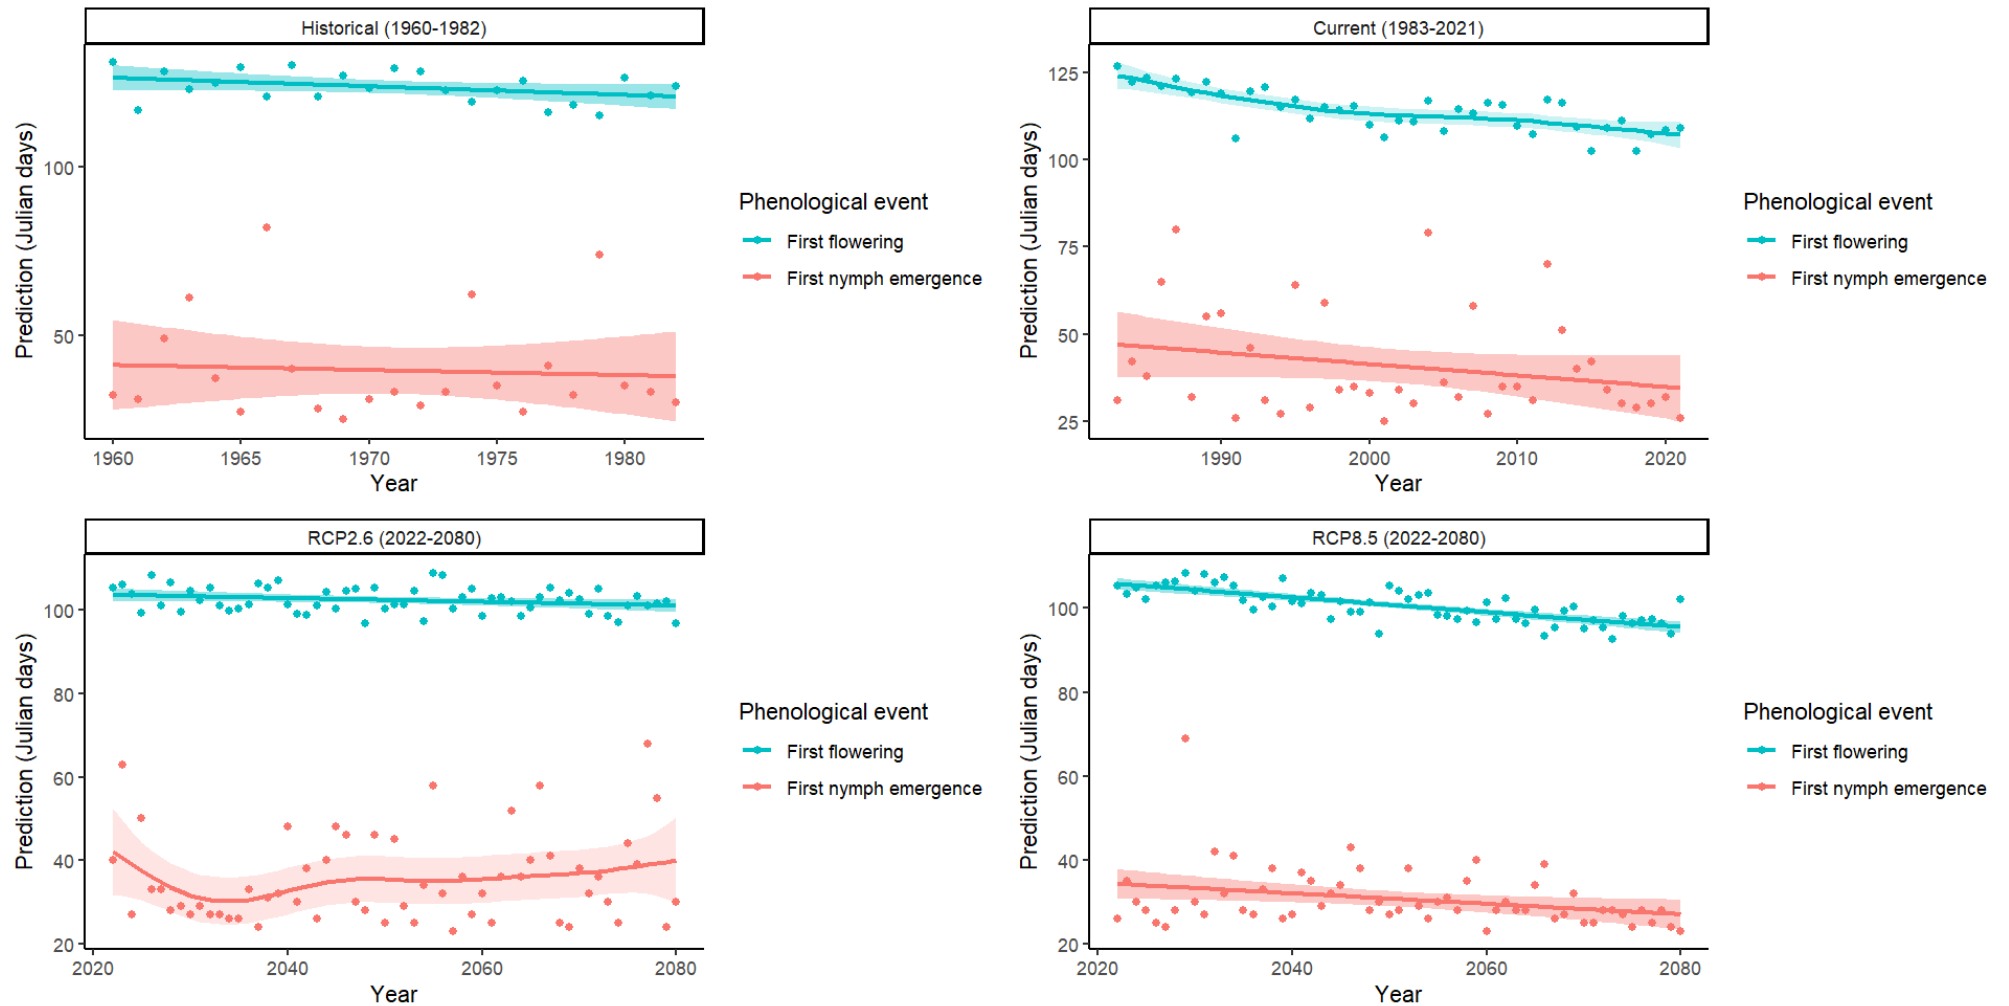 Historical (1960-1982)
Prediction (Julian days)
100
50
1960
1965
1970
1975
1980
Year
Phenological event
First flowering
First nymph emergence
Current (1983-2021)
Prediction (Julian days)
125
100
75
50
25
1990
2000
2010
2020
Year
Phenological event
First flowering
First nymph emergence
RCP2.6 (2022-2080)
Prediction (Julian days)
100
80
60
40
20
2020
2040
2060
2080
Year
Phenological event
First flowering
First nymph emergence
RCP8.5 (2022-2080)
Prediction (Julian days)
100
80
60
40
20
2020
2040
2060
2080
Year
Phenological event
First flowering
First nymph emergence